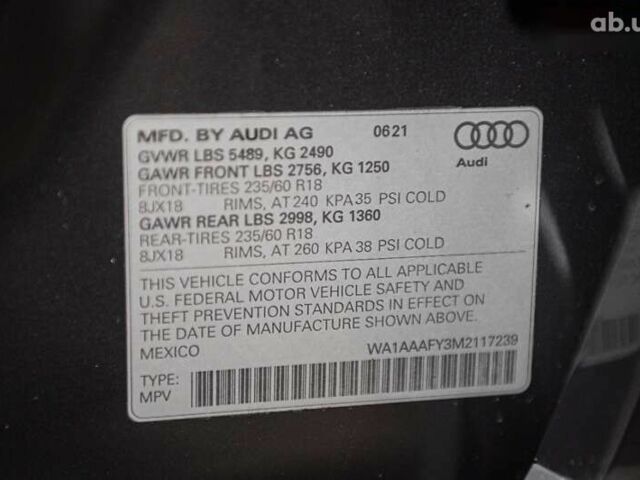 ab.u
MFD. BY AUDI AG 0621
GVWR LBS 5489, KG 2490
GAWR FRONT LBS 2756, KG 1250
FRONT-TIRES 235/60 R18
8JX18 RIMS, AT 240 KPA 35 PSI COLD
GAWR REAR LBS 2998, KG 1360
REAR-TIRES 235/60 R18
8JX18 RIMS, AT 260 KPA 38 PSI COLD
Audi
THIS VEHICLE CONFORMS TO ALL APPLICABLE
U.S. FEDERAL MOTOR VEHICLE SAFETY AND
THEFT PREVENTION STANDARDS IN EFFECT ON
THE DATE OF MANUFACTURE SHOWN ABOVE.
MEXICO WA1AAAFY3M2117239
TYPE:
MPV